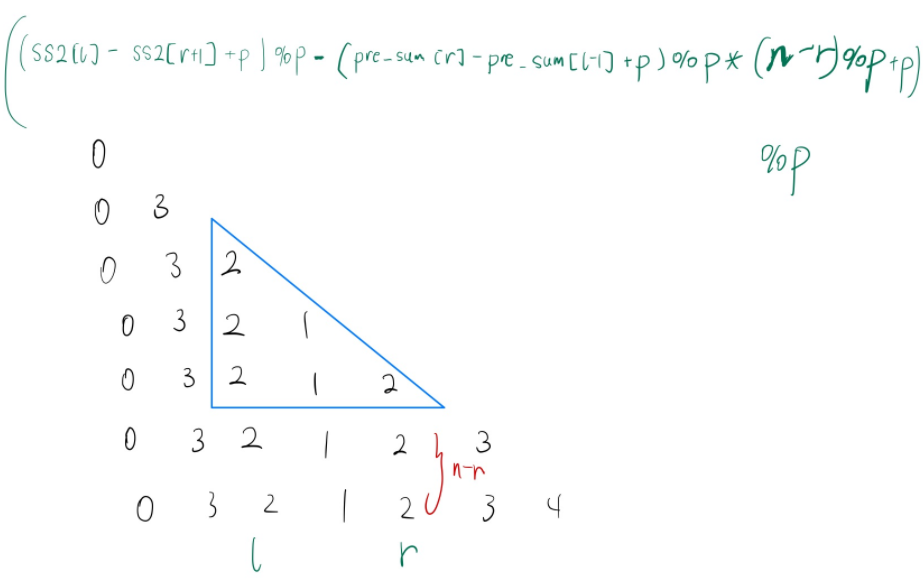 ((SS2[l] - SS2[r+1] + p) %p - (pre_sum[r] - pre_sum[l-1] + p) %p * (n-r)%p+p)
%p
0
0 3
0 3 2
0 3 2 1
0 3 2 1 2
0 3 2 1 2 3
n-r
0 3 2 1 2 3 4
l r